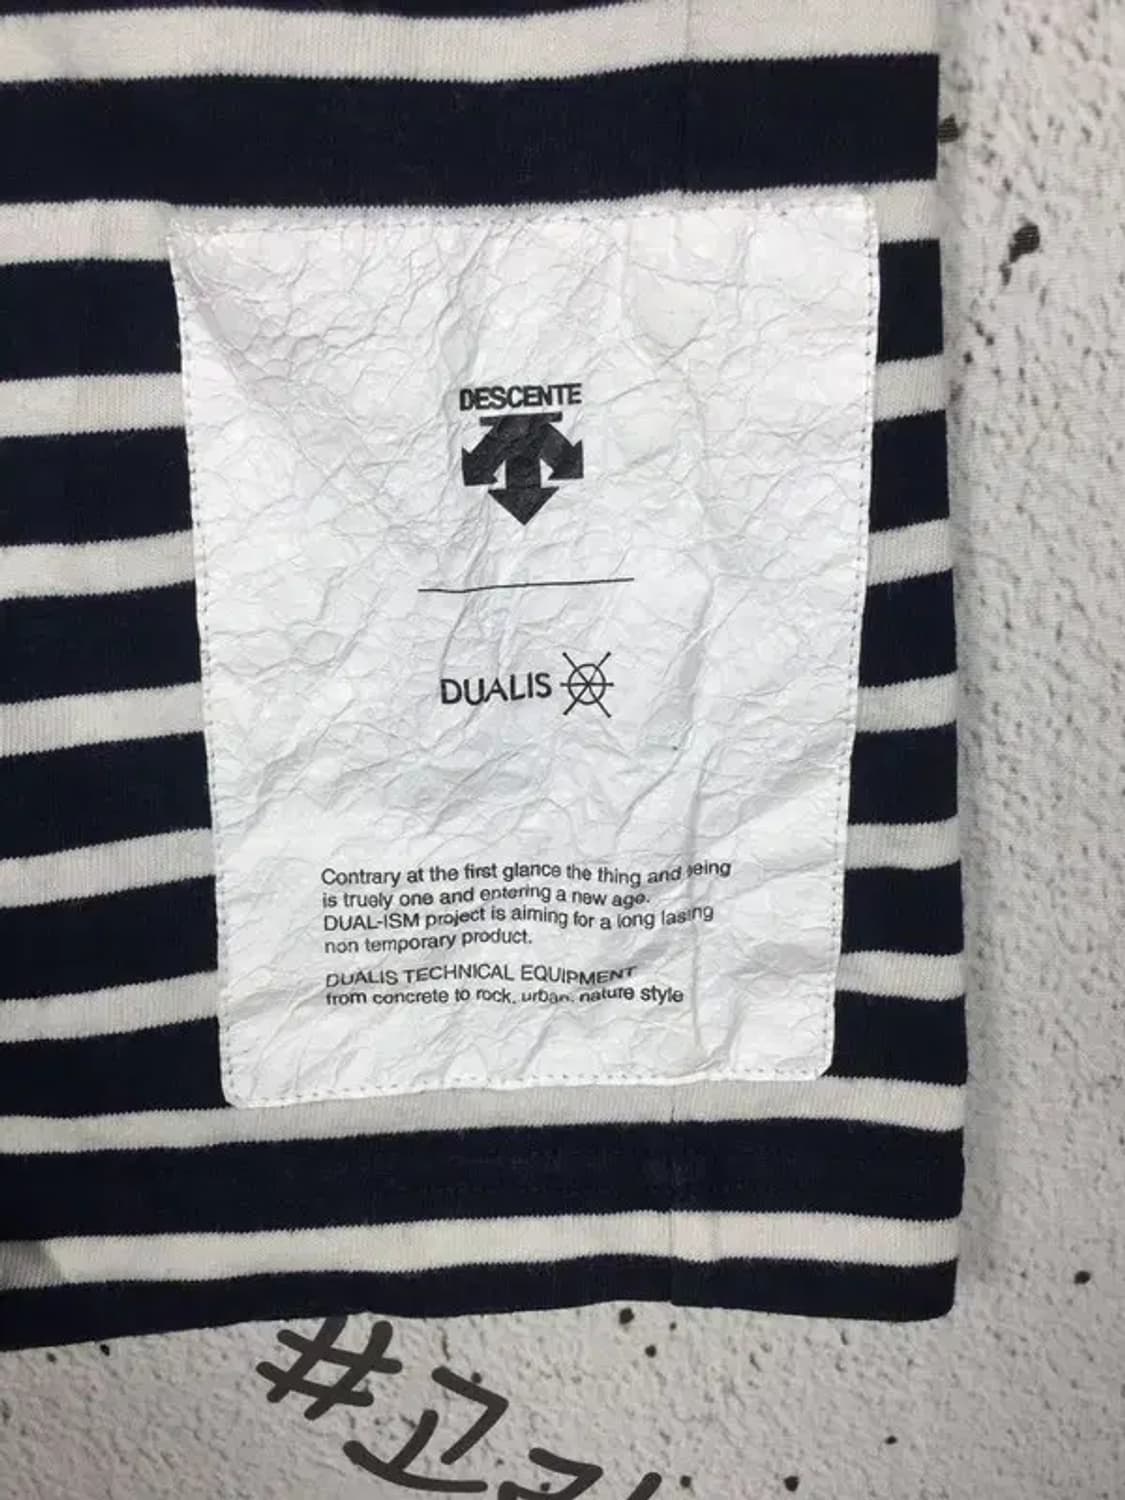 DESCENTE
DUALIS
Contrary at the first glance the thing and being
is truely one and entering a new age.
DUAL-ISM project is aiming for a long lasing
non temporary product.
DUALIS TECHNICAL EQUIPMENT
from concrete to rock, urban, nature style